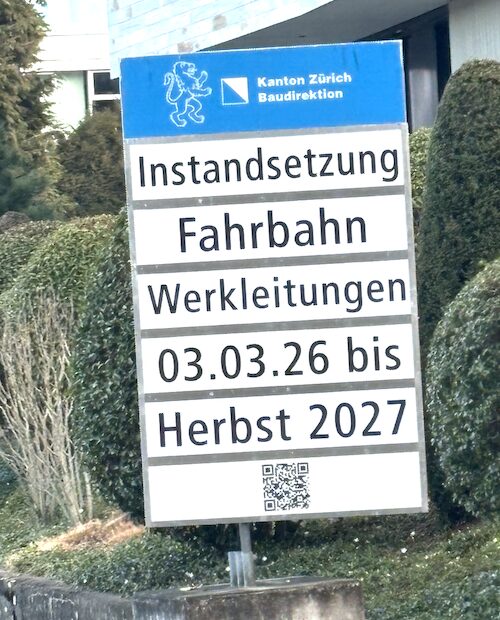 Kanton Zürich
Baudirektion
Instandsetzung
Fahrbahn
Werkleitungen
03.03.26 bis
Herbst 2027